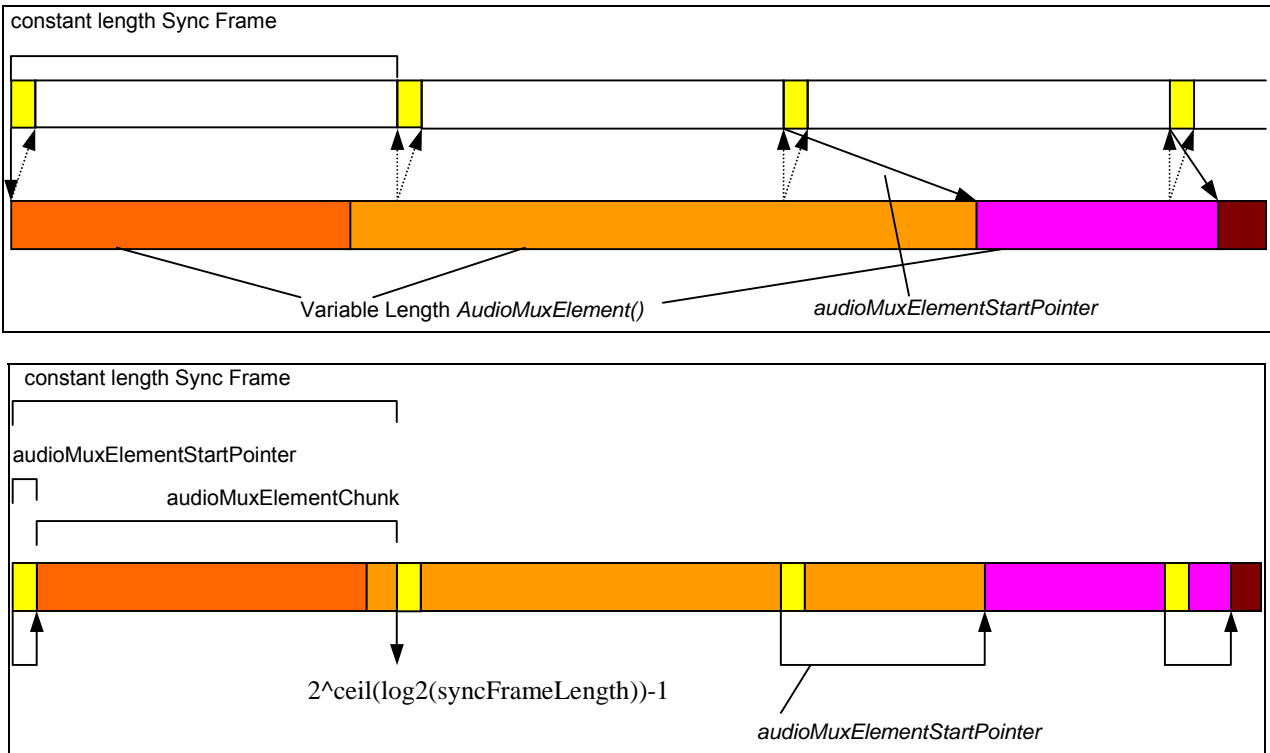 constant length Sync Frame
Variable Length AudioMuxElement()
audioMuxElementStartPointer
constant length Sync Frame
audioMuxElementStartPointer
audioMuxElementChunk
2^ceil(log2(syncFrameLength))-1
audioMuxElementStartPointer